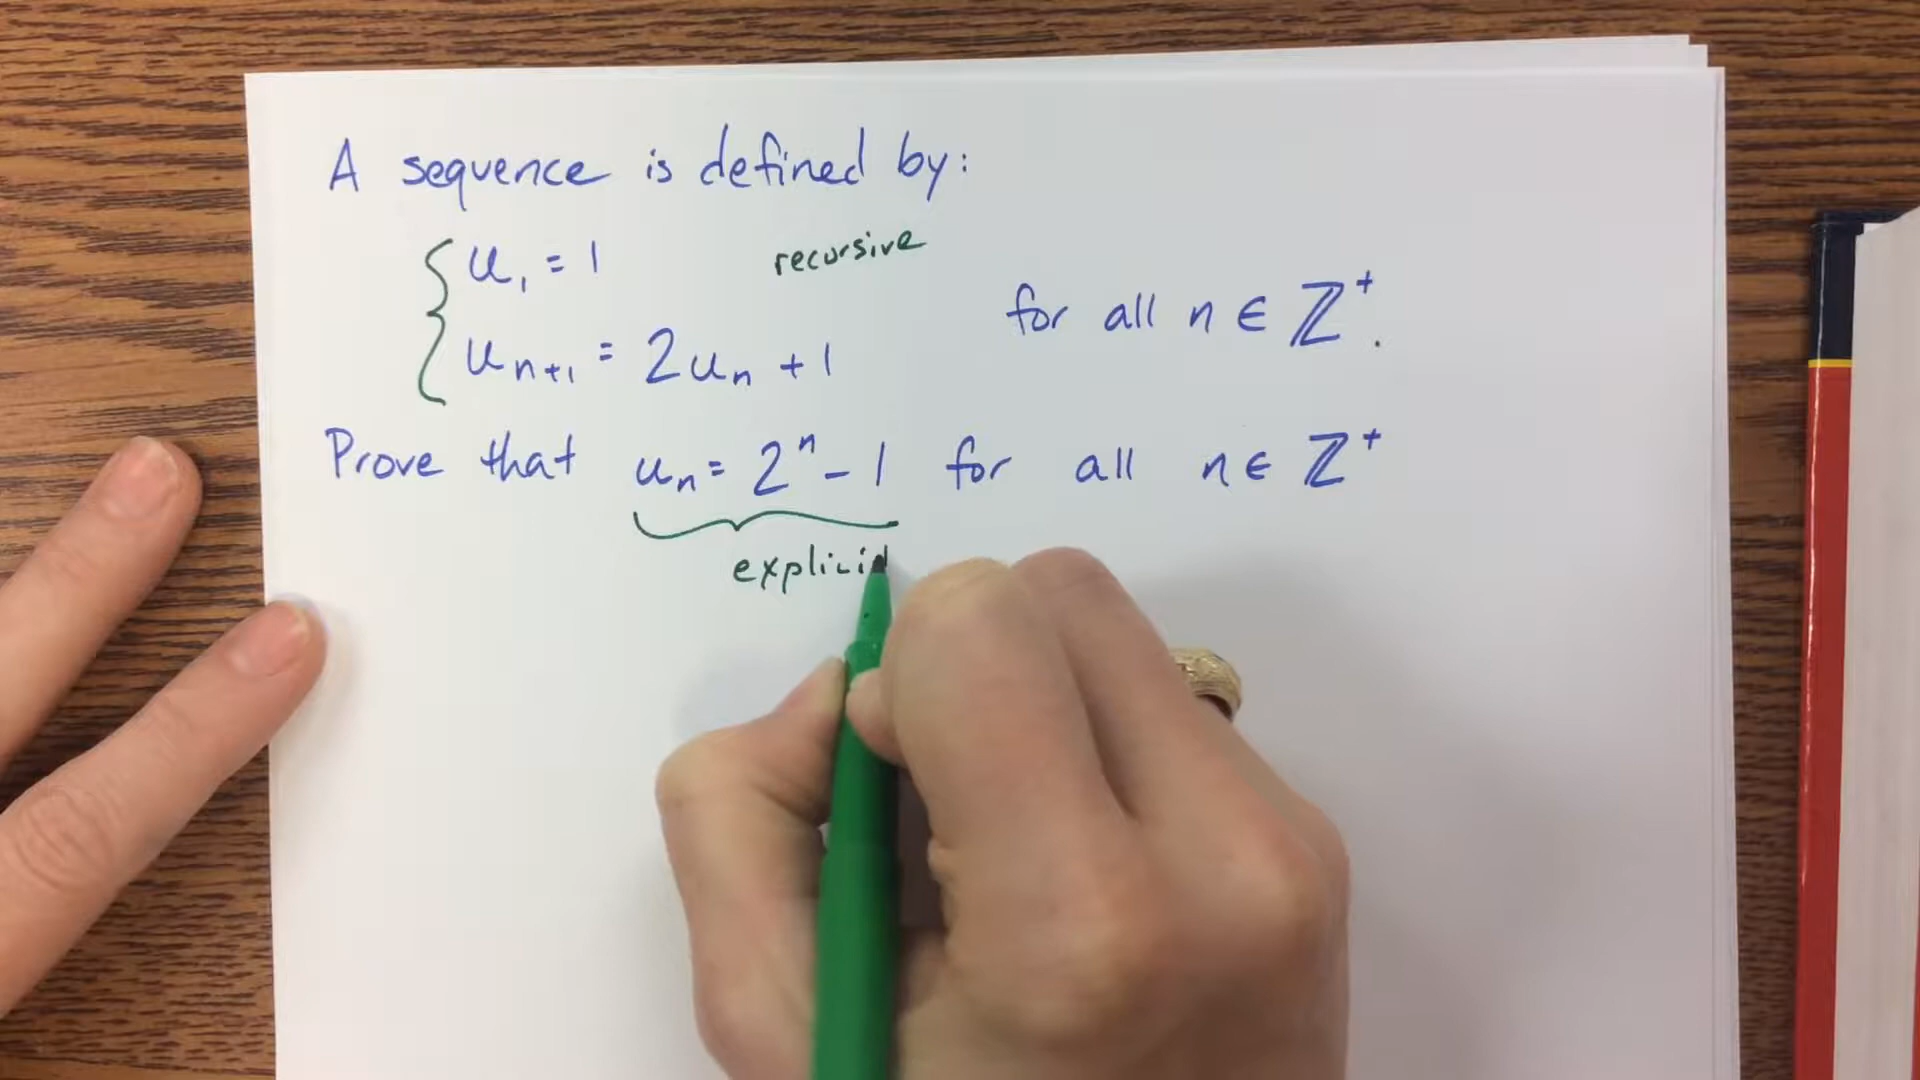 A sequence is defined by:
u₁ = 1 recursive
uₙ₊₁ = 2uₙ + 1 for all n ∈ ℤ⁺.
Prove that uₙ = 2ⁿ - 1 for all n ∈ ℤ⁺